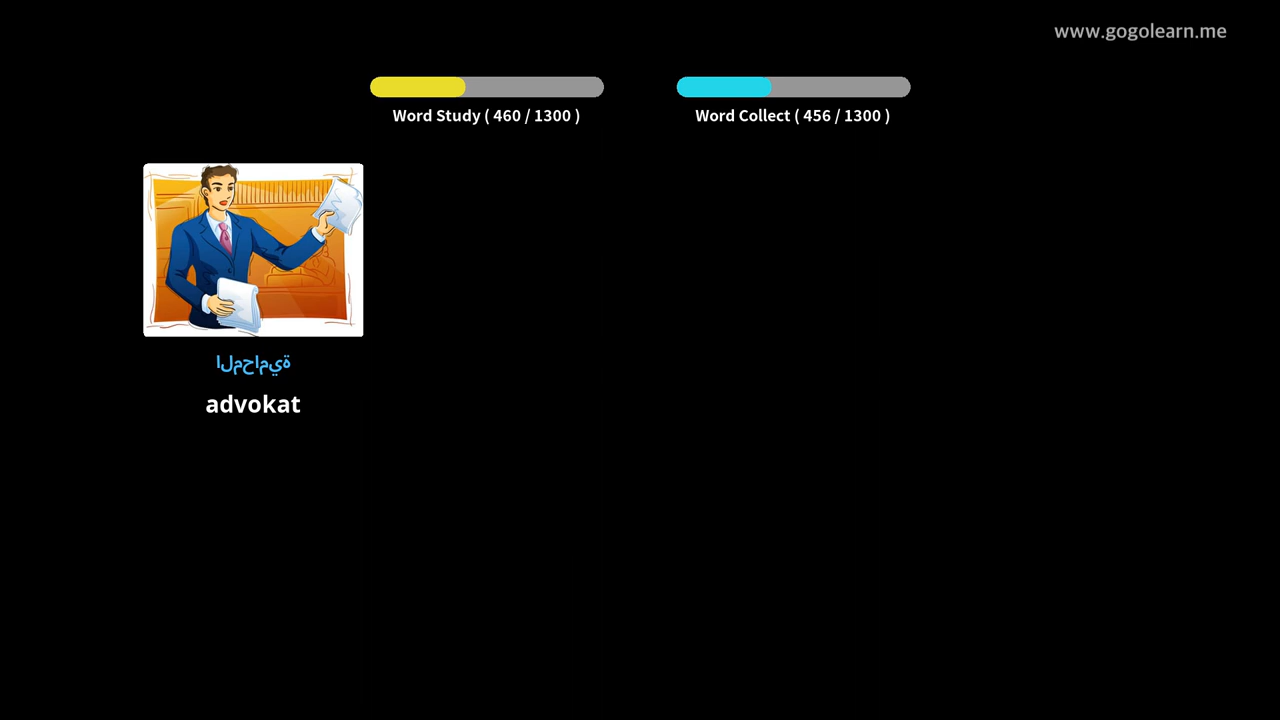 www.gogolearn.me
Word Study ( 460 / 1300 )
Word Collect ( 456 / 1300 )
المحامية
advokat